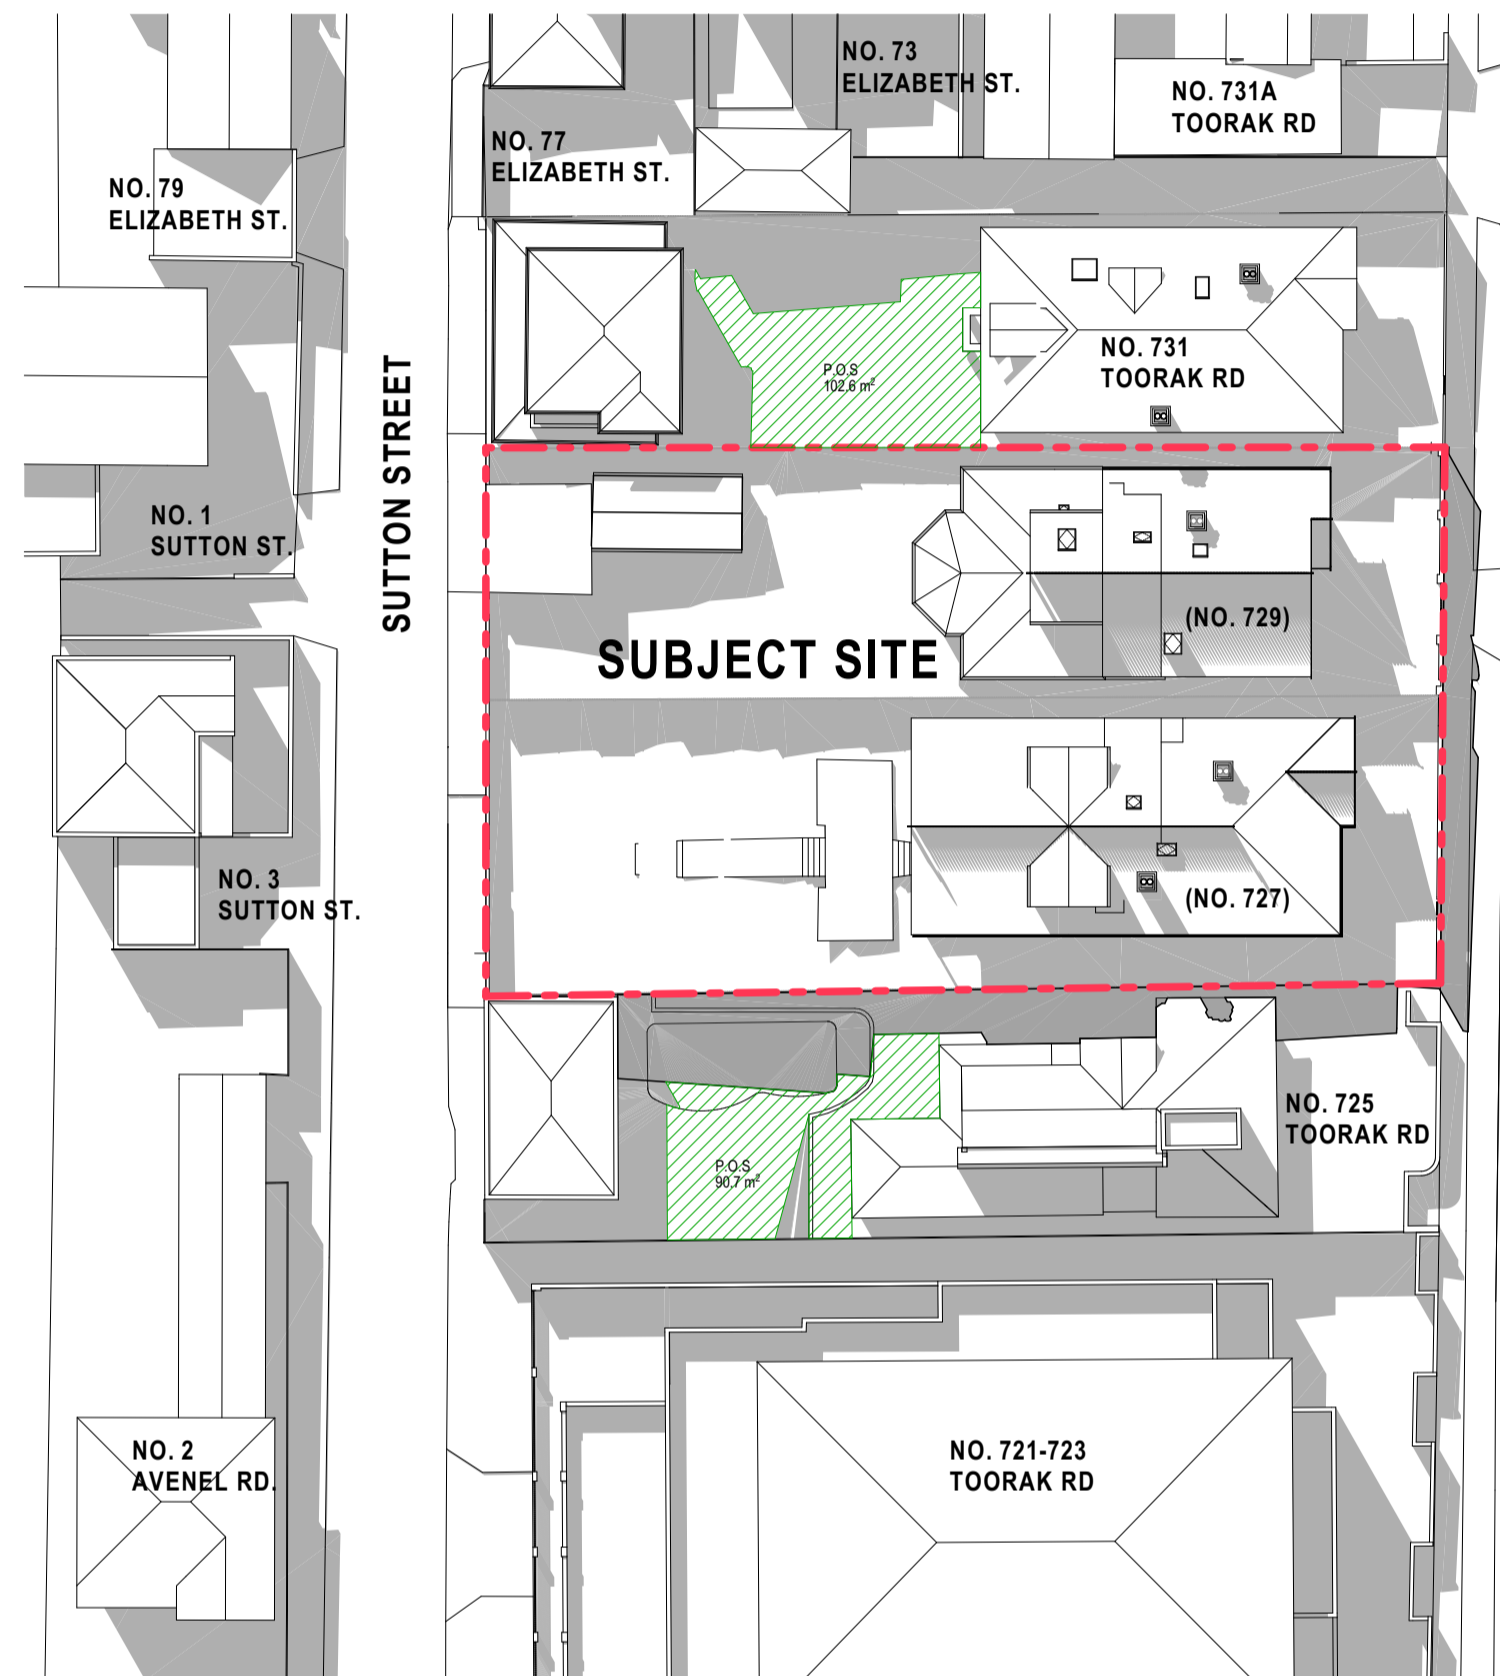 NO. 73
ELIZABETH ST.
NO. 731A
TOORAK RD
NO. 77
ELIZABETH ST.
NO. 79
ELIZABETH ST.
NO. 731
TOORAK RD
P.O.S
102.6 m²
SUTTON STREET
NO. 1
SUTTON ST.
(NO. 729)
SUBJECT SITE
NO. 3
SUTTON ST.
(NO. 727)
NO. 725
TOORAK RD
P.O.S
90.7 m²
NO. 2
AVENEL RD.
NO. 721-723
TOORAK RD